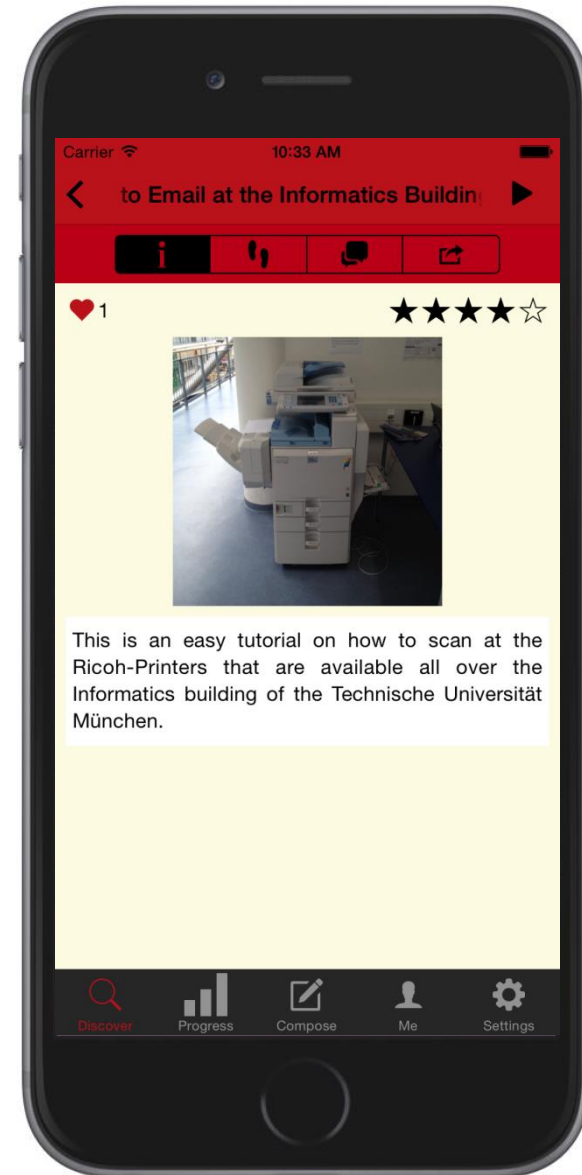 Carrier
10:33 AM
to Email at the Informatics Building
i
1
This is an easy tutorial on how to scan at the
Ricoh-Printers that are available all over the
Informatics building of the Technische Universität
München.
Discover
Progress
Compose
Me
Settings